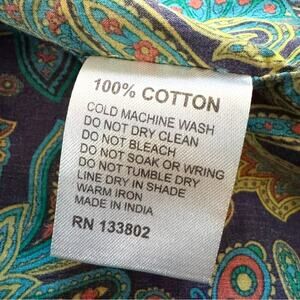 100% COTTON
COLD MACHINE WASH
DO NOT DRY CLEAN
DO NOT BLEACH
DO NOT SOAK OR WRING
DO NOT TUMBLE DRY
LINE DRY IN SHADE
WARM IRON
MADE IN INDIA
RN 133802